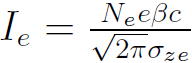 I_e = \frac{N_e e \beta c}{\sqrt{2\pi} \sigma_{ze}}